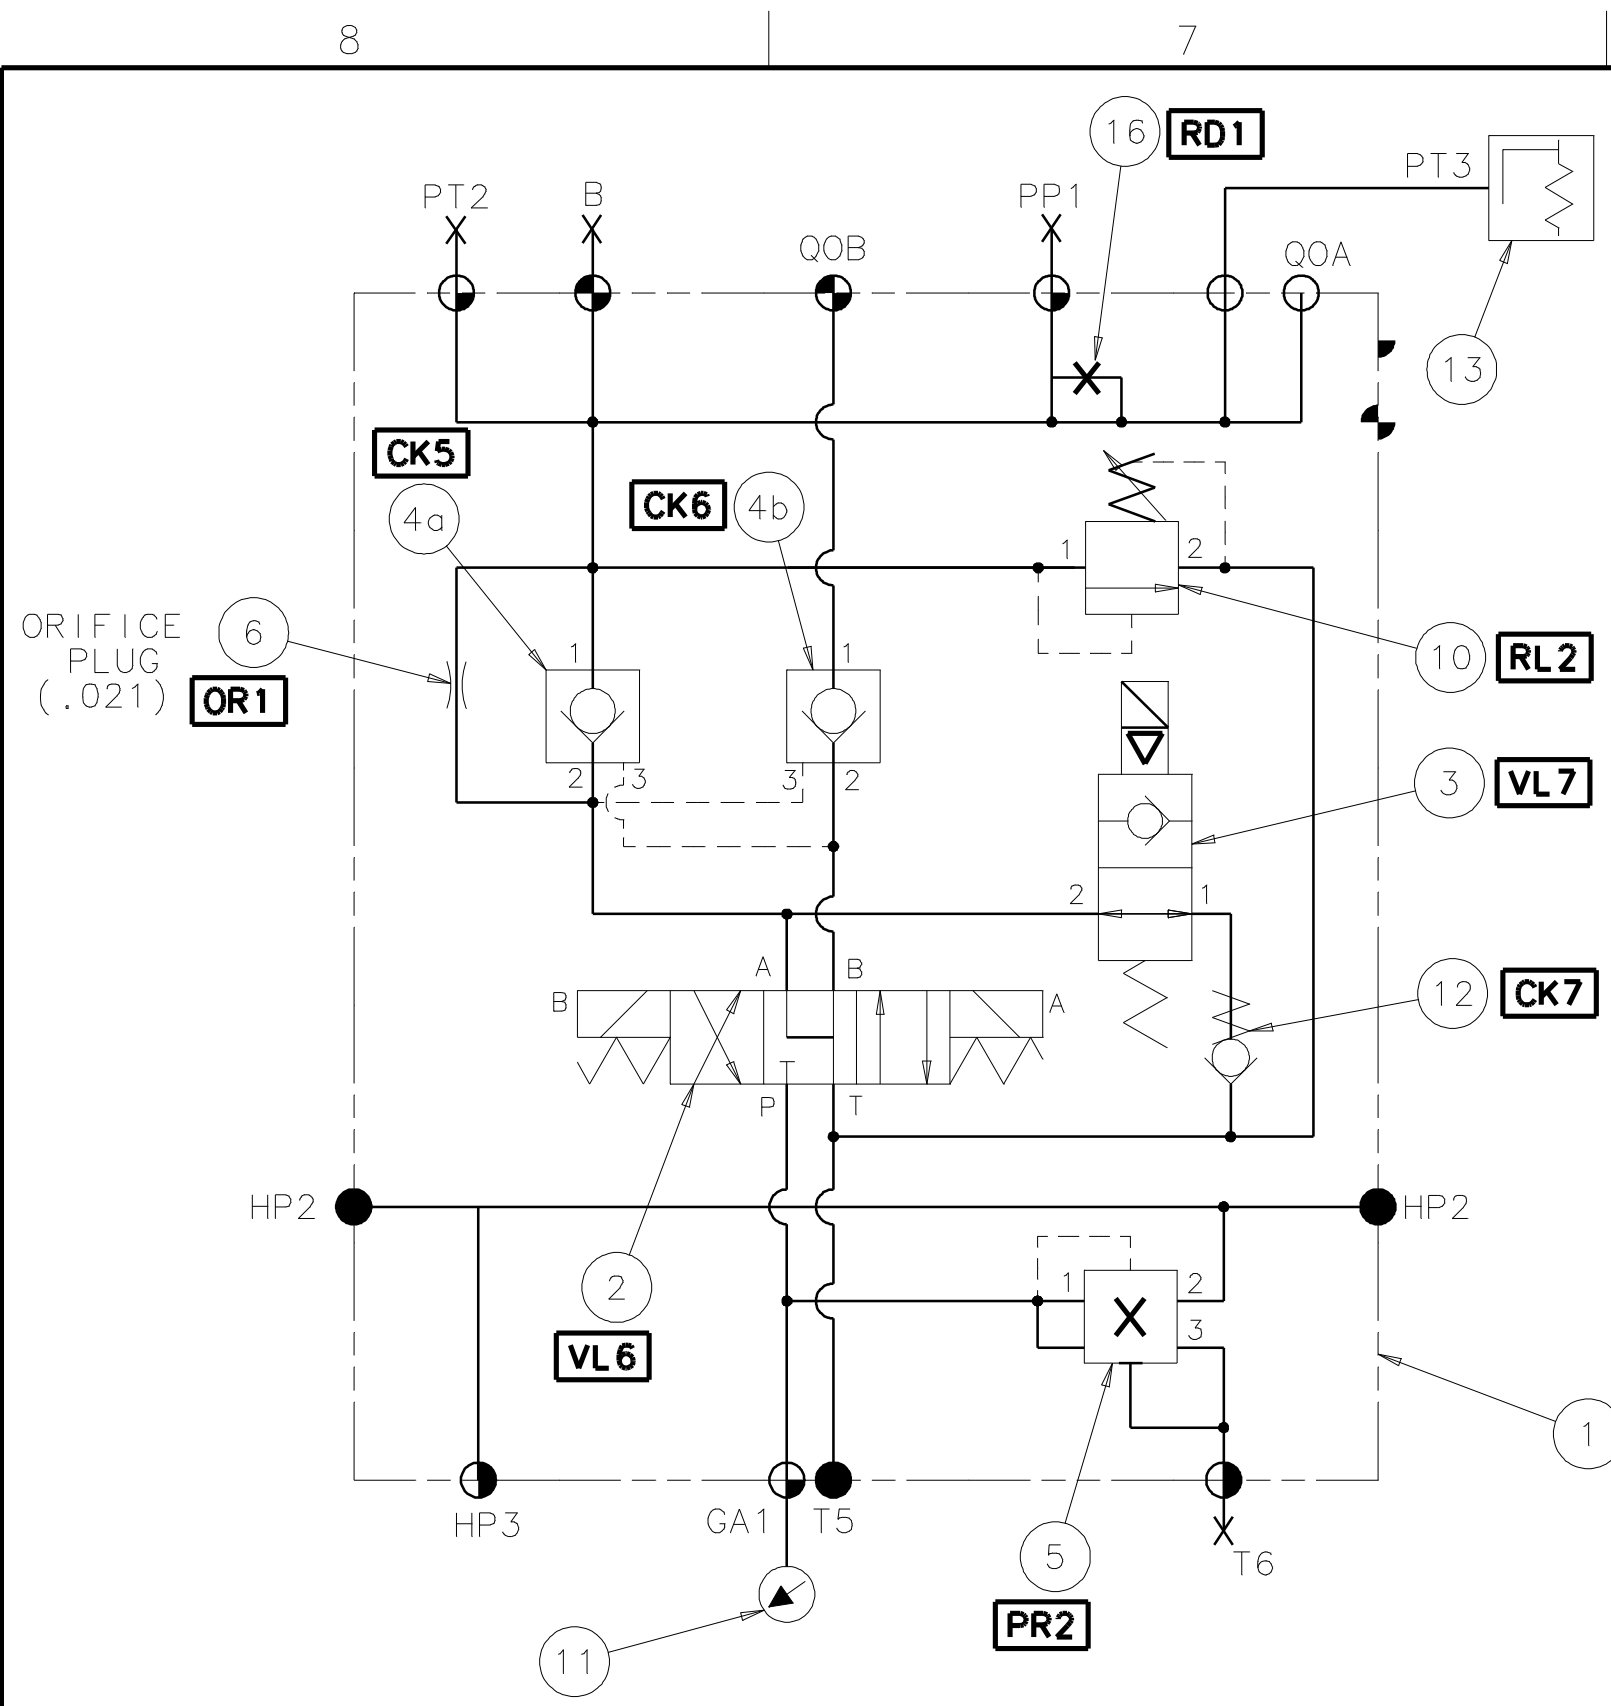 8 7
16 RD1
PT3
PT2 B PP1
QOB QOA
13
CK5
4a CK6 4b
1 2
ORIFICE 6
PLUG
(.021) OR1
1 1
10 RL2
2 3 3 2
3 VL7
2 1
A B
B A
12 CK7
P T
HP2 HP2
2 1 2
3
VL6
1
HP3 GA1 T5
5 T6
PR2
11